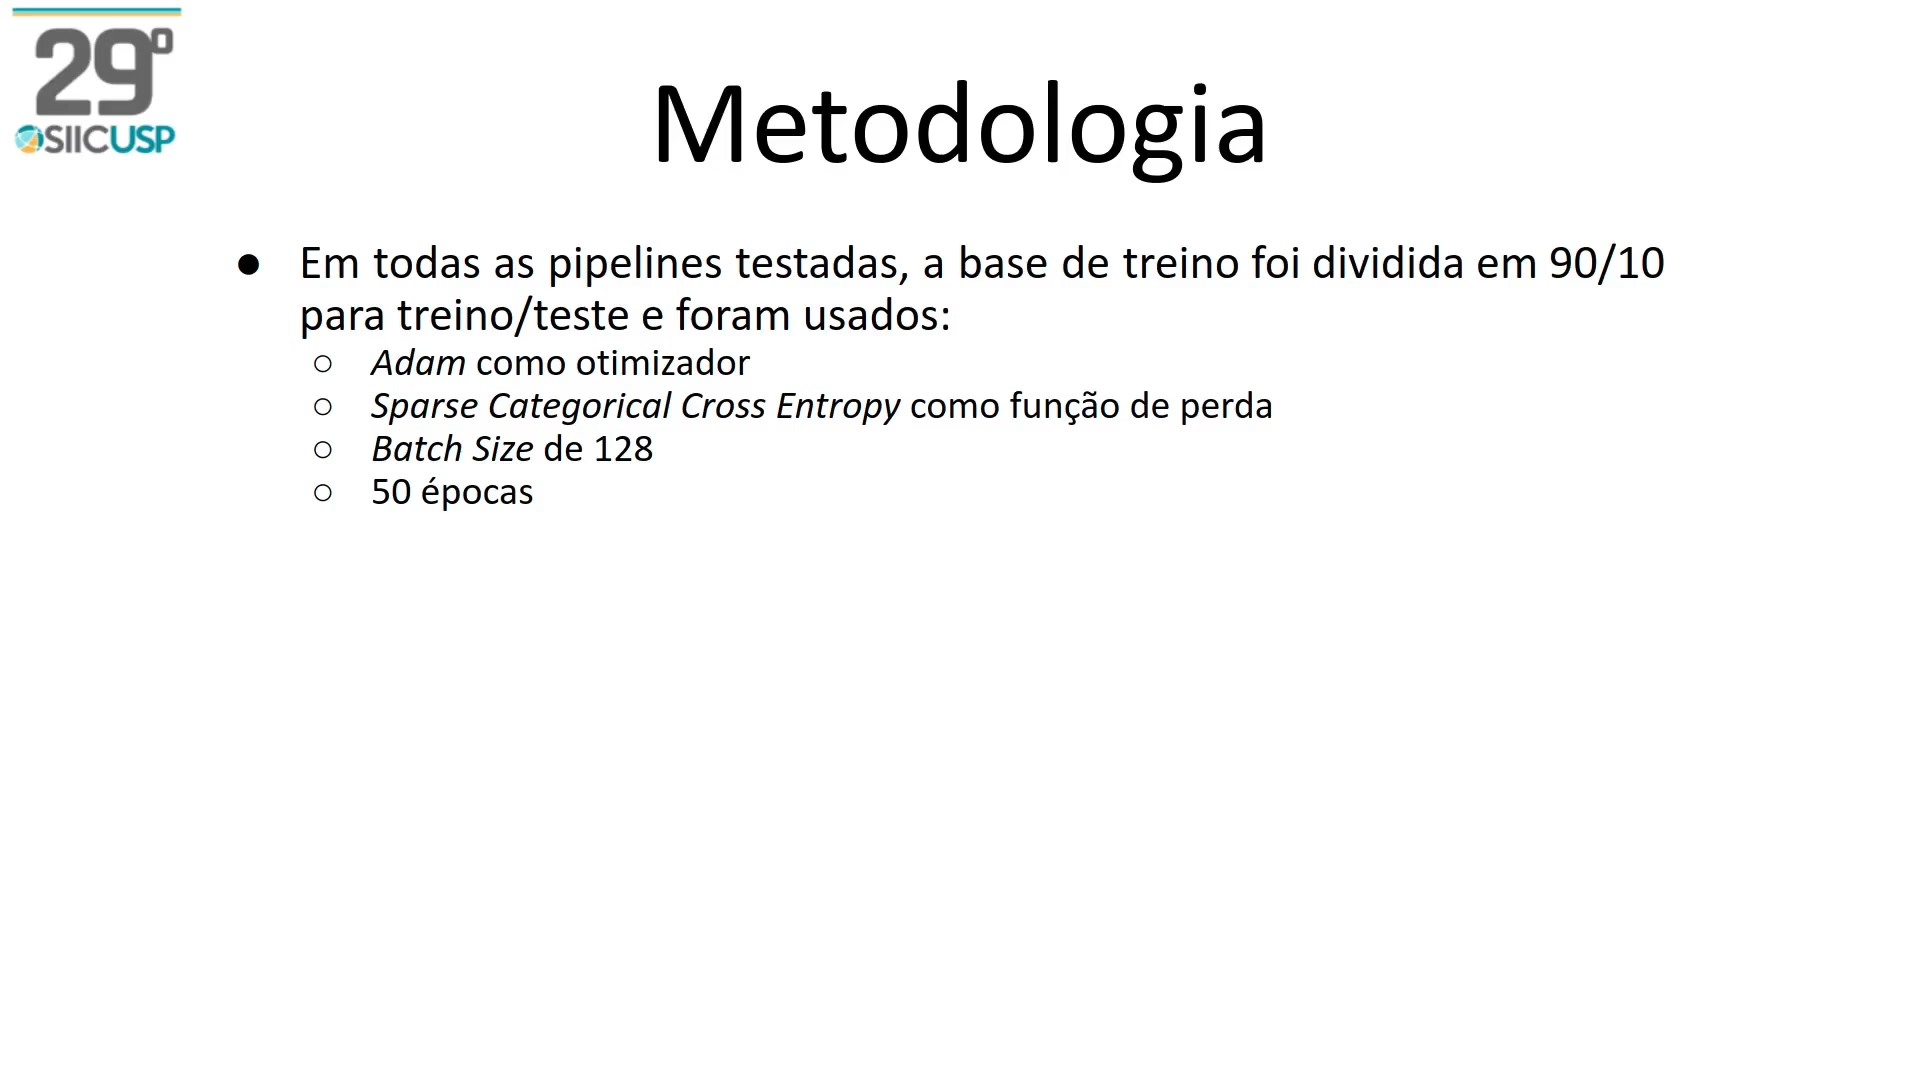 29º
SIICUSP
Metodologia
● Em todas as pipelines testadas, a base de treino foi dividida em 90/10
para treino/teste e foram usados:
○ Adam como otimizador
○ Sparse Categorical Cross Entropy como função de perda
○ Batch Size de 128
○ 50 épocas